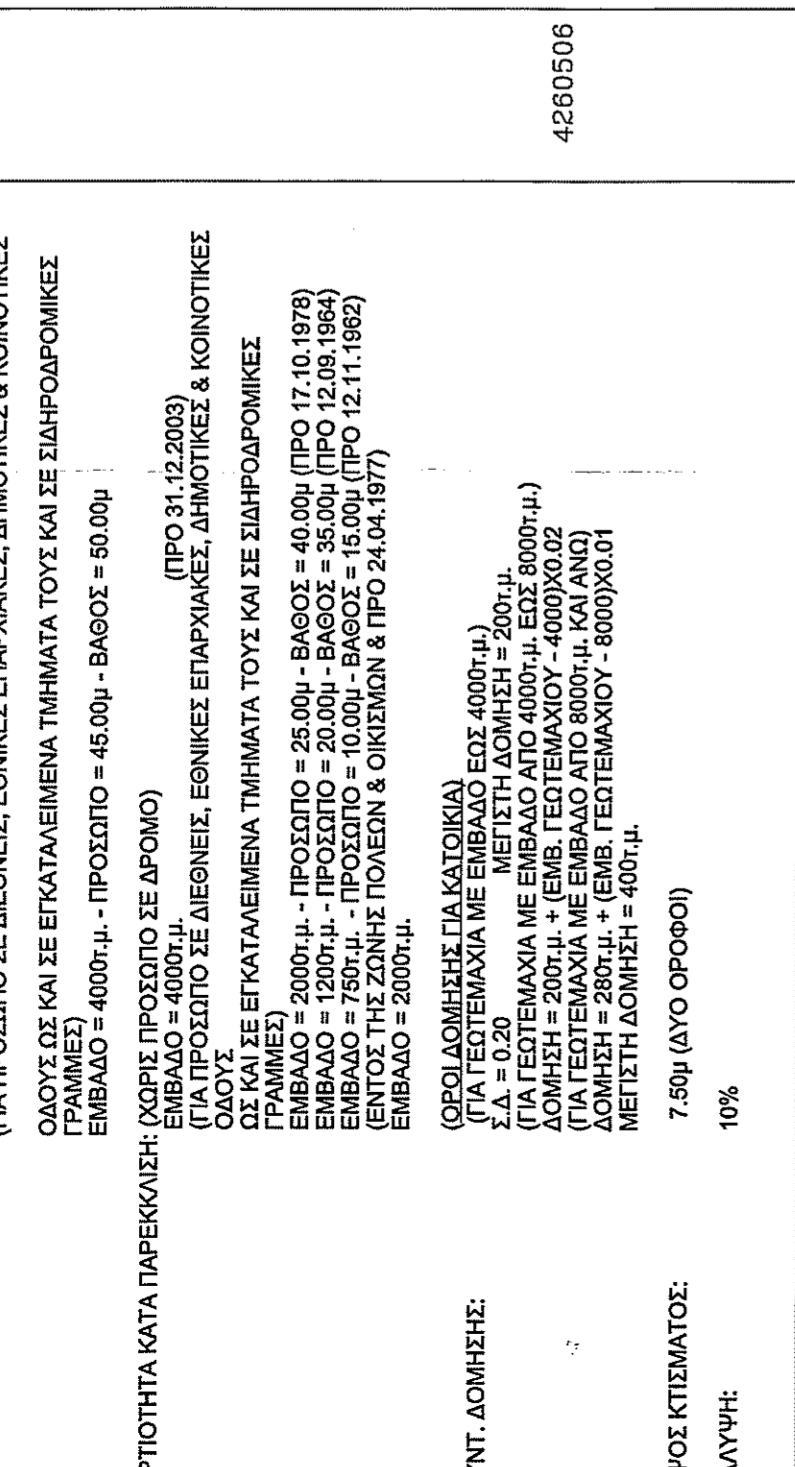 ΟΔΟΥΣ ΩΣ ΚΑΙ ΣΕ ΕΓΚΑΤΑΛΕΙΜΕΝΑ ΤΜΗΜΑΤΑ ΤΟΥΣ ΚΑΙ ΣΕ ΣΙΔΗΡΟΔΡΟΜΙΚΕΣ
ΓΡΑΜΜΕΣ)
ΕΜΒΑΔΟ = 4000τ.μ. - ΠΡΟΣΩΠΟ = 45.00μ - ΒΑΘΟΣ = 50.00μ
ΡΤΙΟΤΗΤΑ ΚΑΤΑ ΠΑΡΕΚΚΛΙΣΗ: (ΧΩΡΙΣ ΠΡΟΣΩΠΟ ΣΕ ΔΡΟΜΟ)
ΕΜΒΑΔΟ = 4000τ.μ. (ΠΡΟ 31.12.2003)
(ΓΙΑ ΠΡΟΣΩΠΟ ΣΕ ΔΙΕΘΝΕΙΣ, ΕΘΝΙΚΕΣ ΕΠΑΡΧΙΑΚΕΣ, ΔΗΜΟΤΙΚΕΣ & ΚΟΙΝΟΤΙΚΕΣ
ΟΔΟΥΣ
ΩΣ ΚΑΙ ΣΕ ΕΓΚΑΤΑΛΕΙΜΕΝΑ ΤΜΗΜΑΤΑ ΤΟΥΣ ΚΑΙ ΣΕ ΣΙΔΗΡΟΔΡΟΜΙΚΕΣ
ΓΡΑΜΜΕΣ)
ΕΜΒΑΔΟ = 2000τ.μ. - ΠΡΟΣΩΠΟ = 25.00μ - ΒΑΘΟΣ = 40.00μ (ΠΡΟ 17.10.1978)
ΕΜΒΑΔΟ = 1200τ.μ. - ΠΡΟΣΩΠΟ = 20.00μ - ΒΑΘΟΣ = 35.00μ (ΠΡΟ 12.09.1964)
ΕΜΒΑΔΟ = 750τ.μ. - ΠΡΟΣΩΠΟ = 10.00μ - ΒΑΘΟΣ = 15.00μ (ΠΡΟ 12.11.1962)
(ΕΝΤΟΣ ΤΗΣ ΖΩΝΗΣ ΠΟΛΕΩΝ & ΟΙΚΙΣΜΩΝ & ΠΡΟ 24.04.1977)
ΕΜΒΑΔΟ = 2000τ.μ.
(ΟΡΟΙ ΔΟΜΗΣΗΣ ΓΙΑ ΚΑΤΟΙΚΙΑ)
ΥΝΤ. ΔΟΜΗΣΗΣ: (ΓΙΑ ΓΕΩΤΕΜΑΧΙΑ ΜΕ ΕΜΒΑΔΟ ΕΩΣ 4000τ.μ.)
Σ.Δ. = 0.20 ΜΕΓΙΣΤΗ ΔΟΜΗΣΗ = 200τ.μ.
(ΓΙΑ ΓΕΩΤΕΜΑΧΙΑ ΜΕ ΕΜΒΑΔΟ ΑΠΟ 4000τ.μ. ΕΩΣ 8000τ.μ.)
ΔΟΜΗΣΗ = 200τ.μ. + (ΕΜΒ. ΓΕΩΤΕΜΑΧΙΟΥ - 4000)Χ0.02
(ΓΙΑ ΓΕΩΤΕΜΑΧΙΑ ΜΕ ΕΜΒΑΔΟ ΑΠΟ 8000τ.μ. ΚΑΙ ΑΝΩ)
ΔΟΜΗΣΗ = 280τ.μ. + (ΕΜΒ. ΓΕΩΤΕΜΑΧΙΟΥ - 8000)Χ0.01
ΜΕΓΙΣΤΗ ΔΟΜΗΣΗ = 400τ.μ.
ΨΟΣ ΚΤΙΣΜΑΤΟΣ: 7.50μ (ΔΥΟ ΟΡΟΦΟΙ)
ΑΛΥΨΗ: 10%
4260506